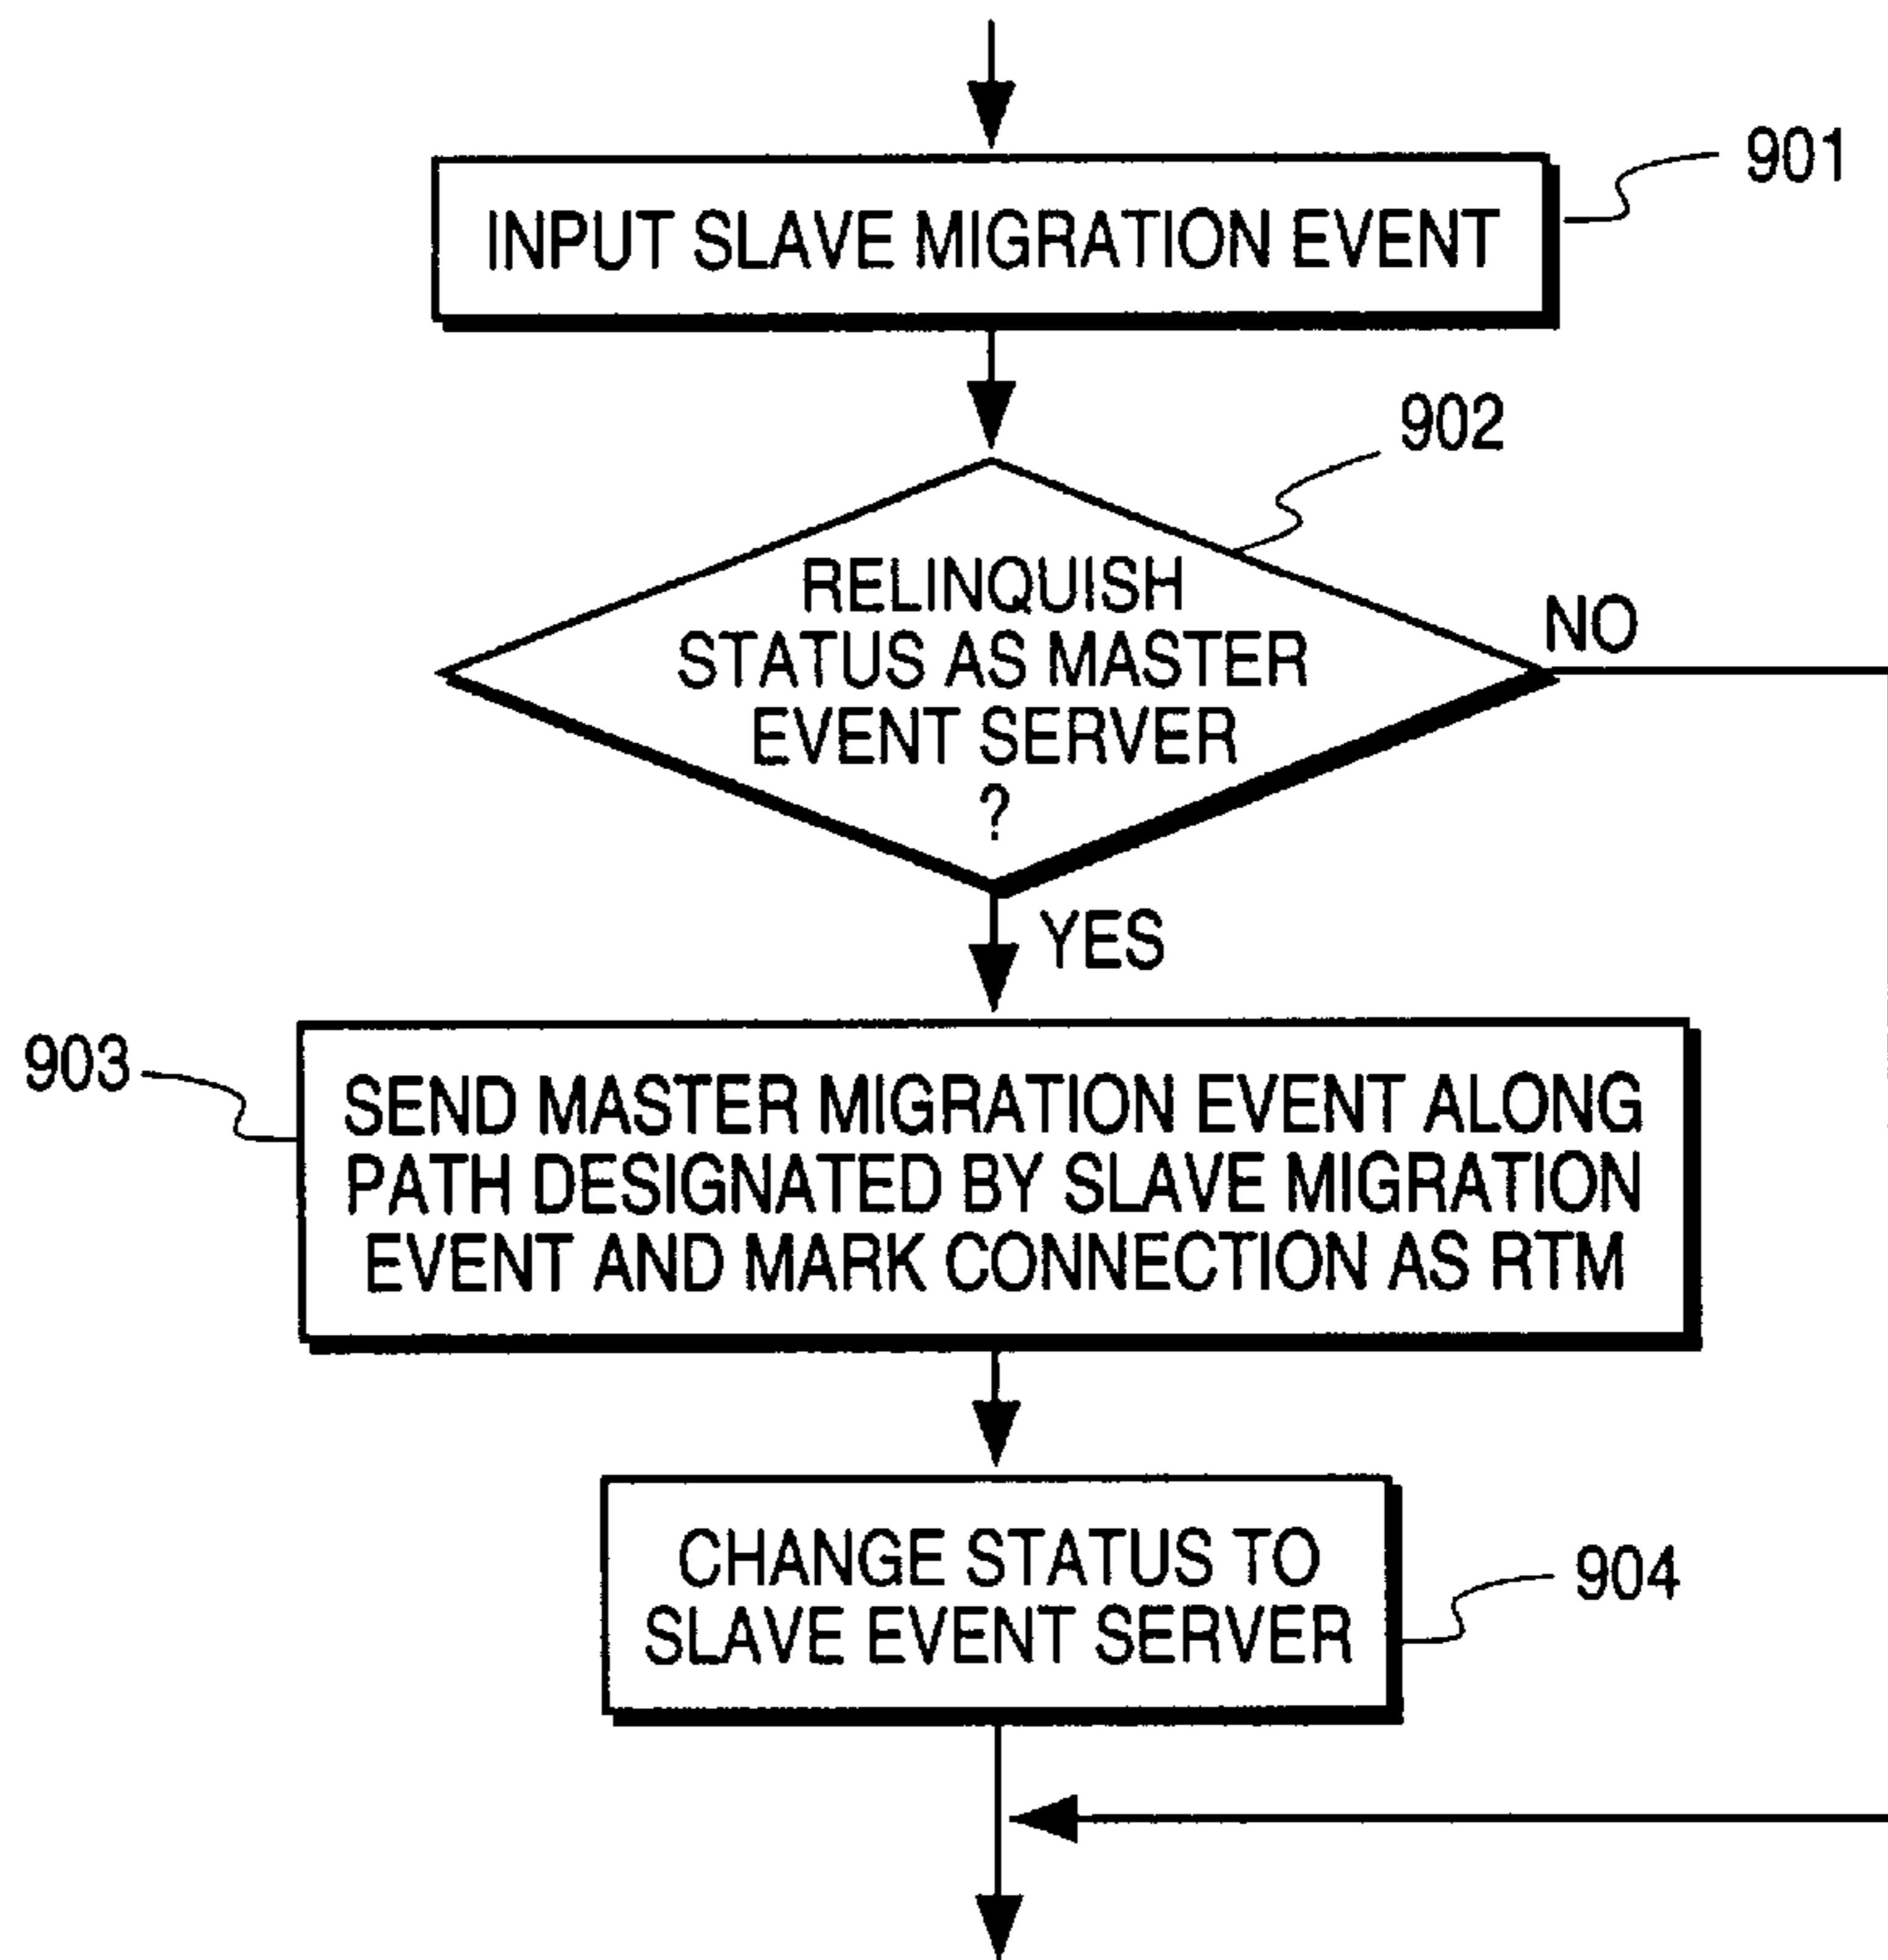 901
INPUT SLAVE MIGRATION EVENT
902
RELINQUISH
STATUS AS MASTER
EVENT SERVER
?
NO
YES
903
SEND MASTER MIGRATION EVENT ALONG
PATH DESIGNATED BY SLAVE MIGRATION
EVENT AND MARK CONNECTION AS RTM
CHANGE STATUS TO
SLAVE EVENT SERVER
904